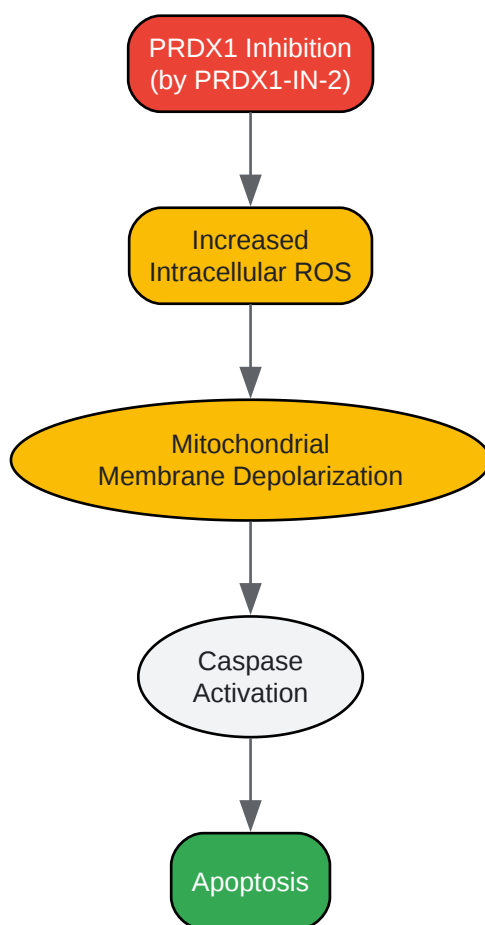 PRDX1 Inhibition
(by PRDX1-IN-2)
Increased
Intracellular ROS
Mitochondrial
Membrane Depolarization
Caspase
Activation
Apoptosis